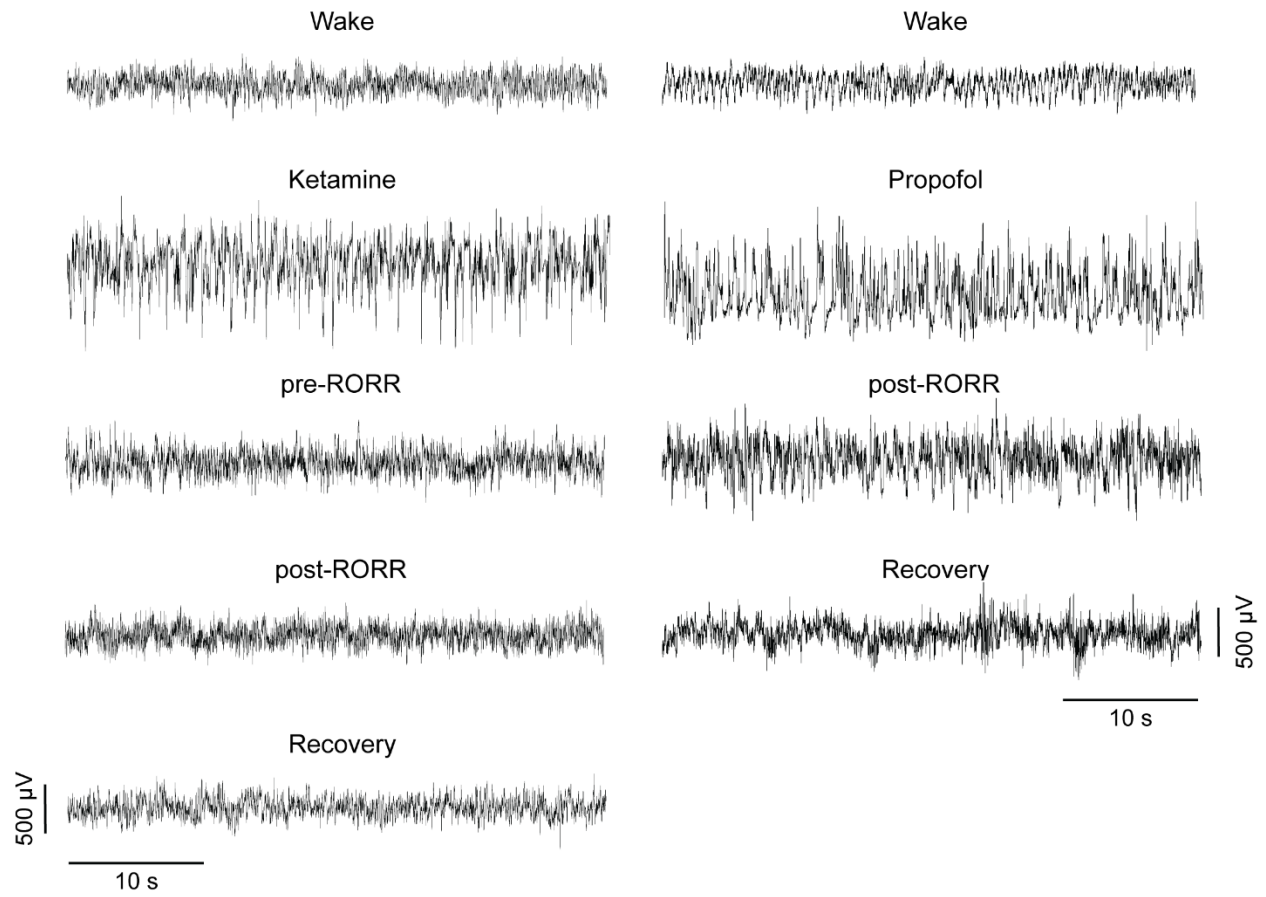 Wake
Ketamine
pre-RORR
post-RORR
Recovery
500 µV
10 s
Wake
Propofol
post-RORR
Recovery
500 µV
10 s